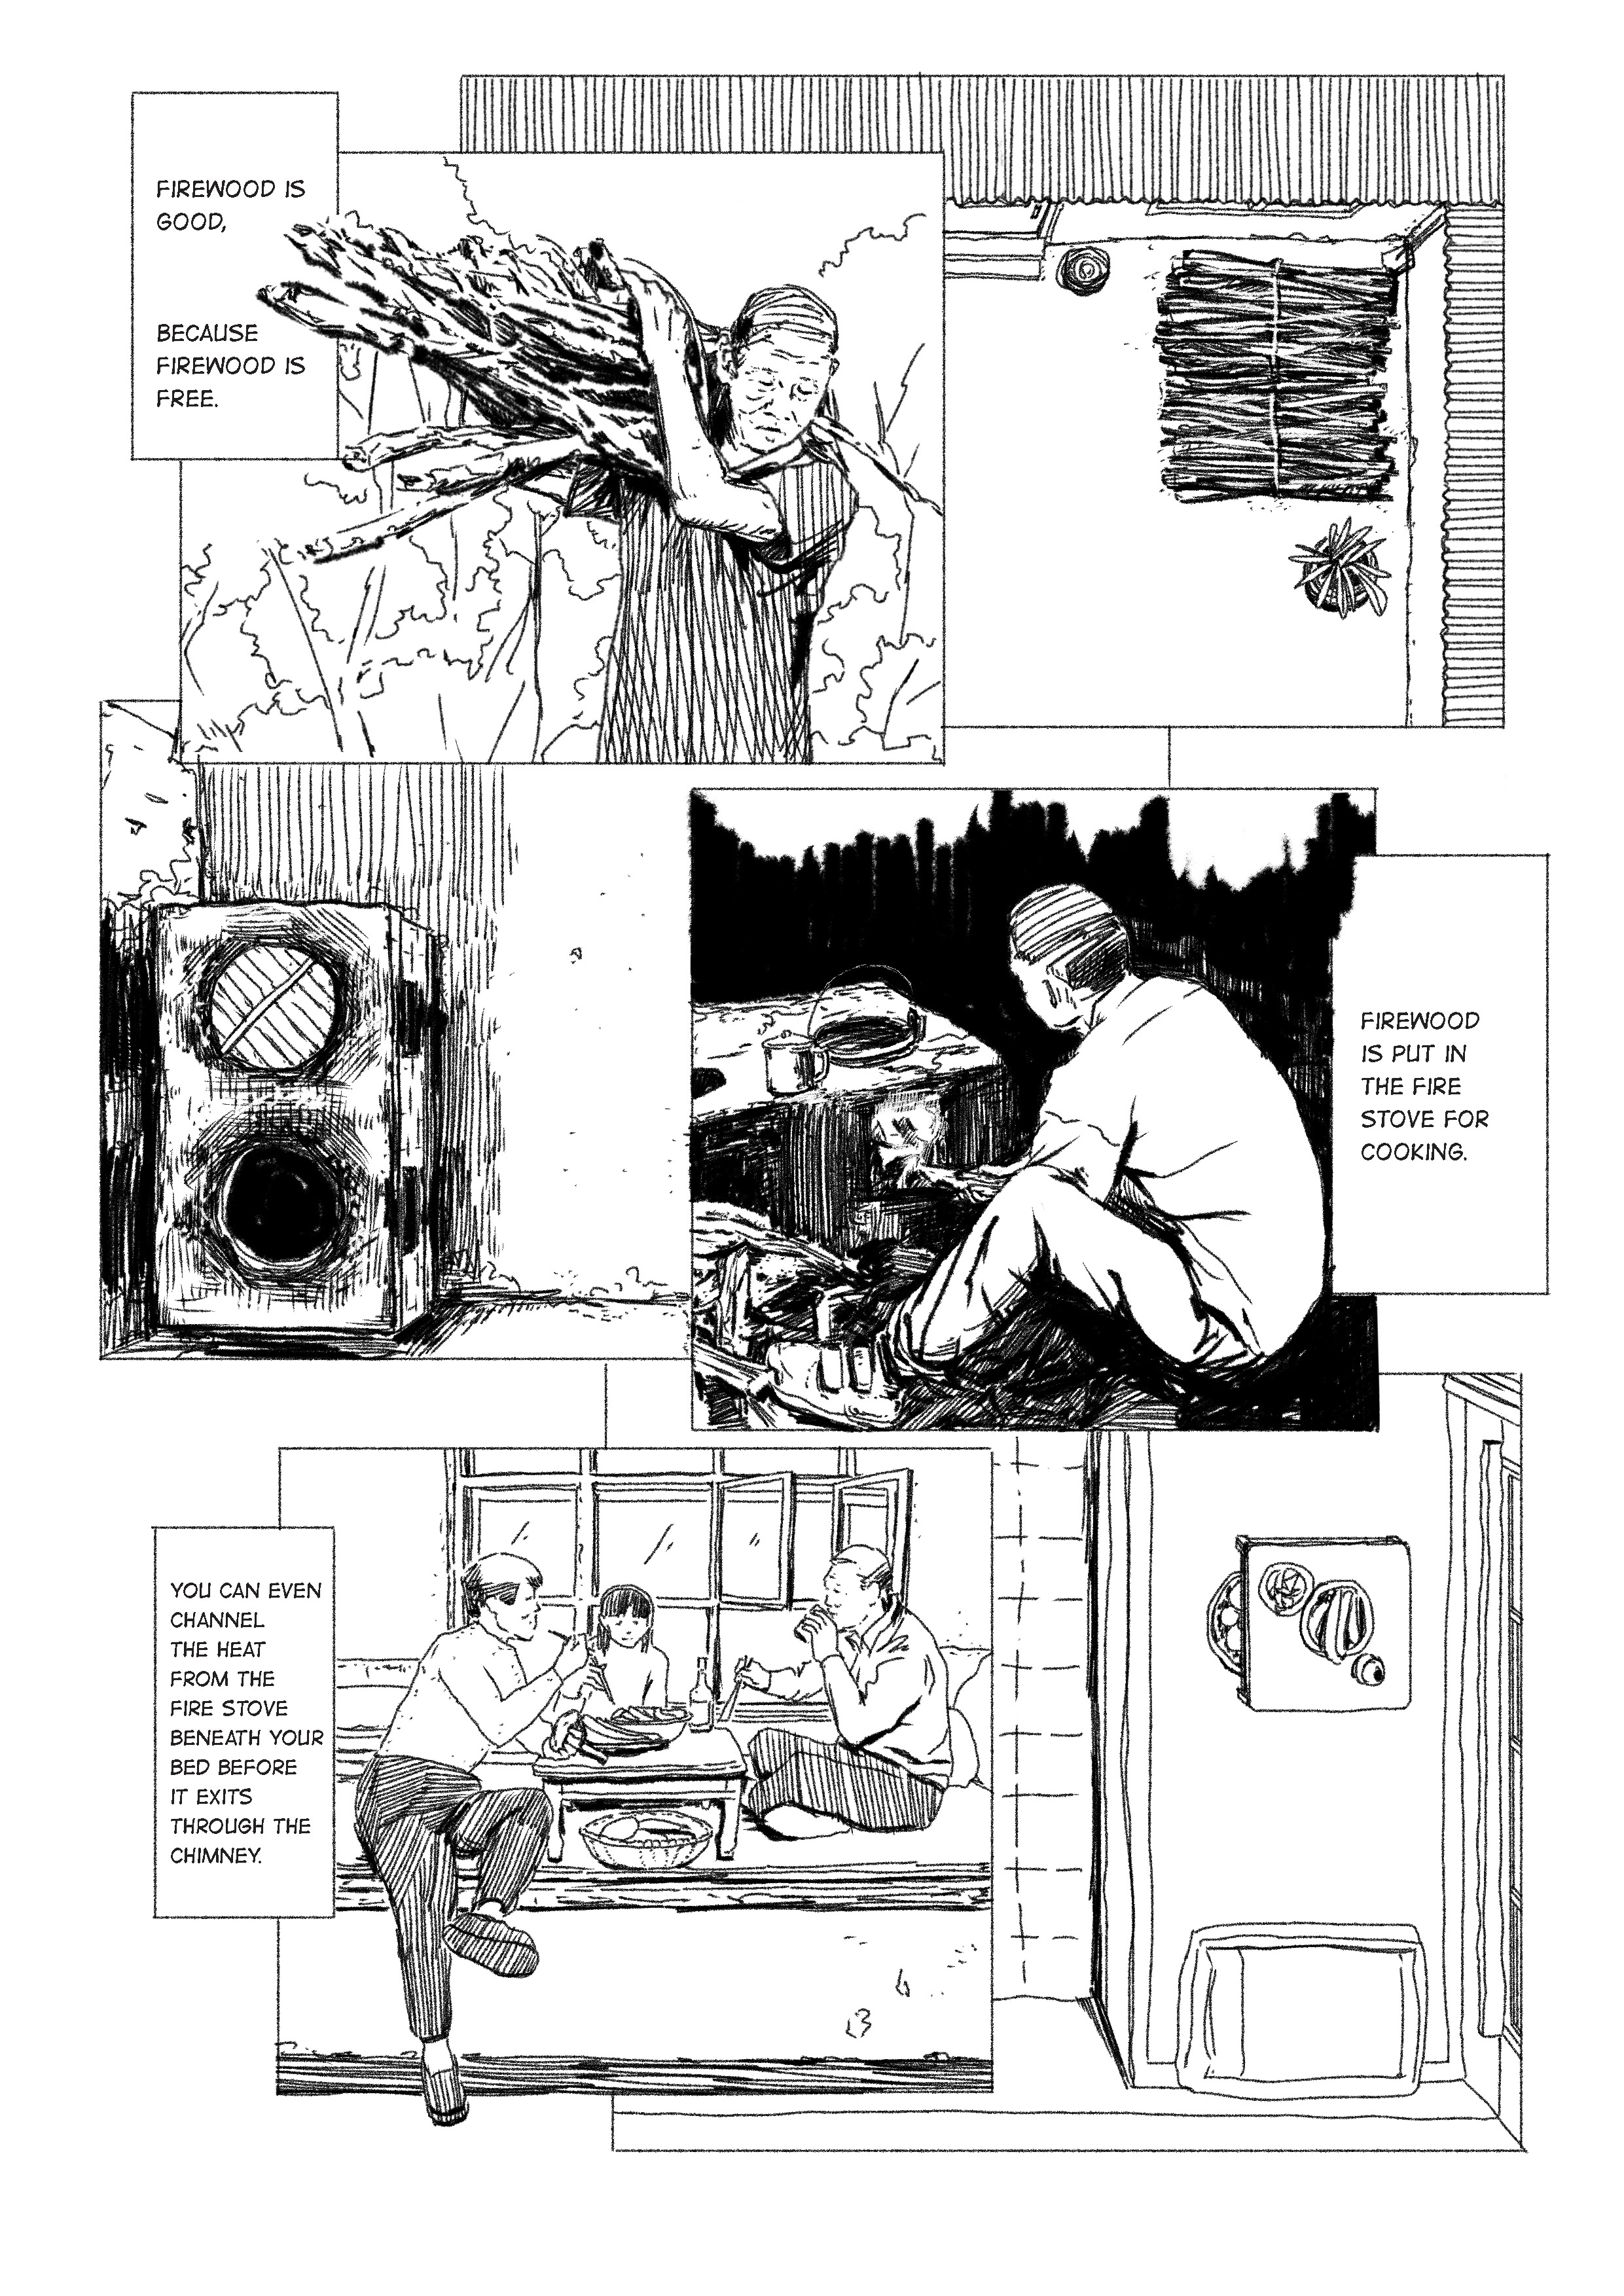 FIREWOOD IS
GOOD,
BECAUSE
FIREWOOD IS
FREE.
FIREWOOD
IS PUT IN
THE FIRE
STOVE FOR
COOKING.
YOU CAN EVEN
CHANNEL
THE HEAT
FROM THE
FIRE STOVE
BENEATH YOUR
BED BEFORE
IT EXITS
THROUGH THE
CHIMNEY.